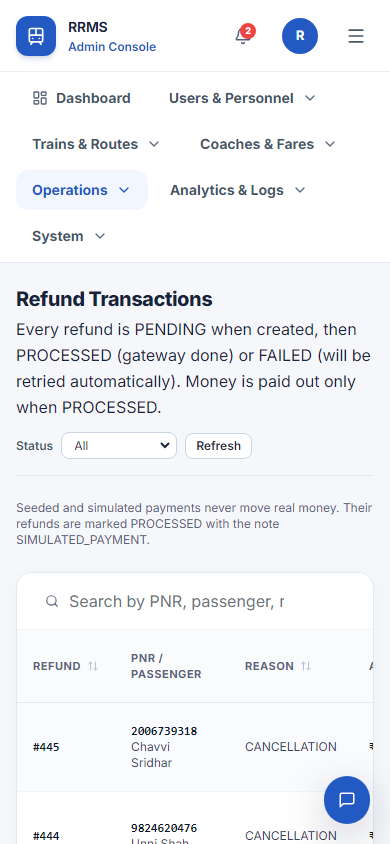 RRMS
Admin Console
2
R
Dashboard
Users & Personnel
Trains & Routes
Coaches & Fares
Operations
Analytics & Logs
System
Refund Transactions
Every refund is PENDING when created, then
PROCESSED (gateway done) or FAILED (will be
retried automatically). Money is paid out only
when PROCESSED.
Status
All
Refresh
Seeded and simulated payments never move real money. Their
refunds are marked PROCESSED with the note
SIMULATED_PAYMENT.
Search by PNR, passenger, r
REFUND
PNR /
PASSENGER
REASON
#445
2006739318
Chavvi
Sridhar
CANCELLATION
#444
9824620476
Unni Shah
CANCELLATION